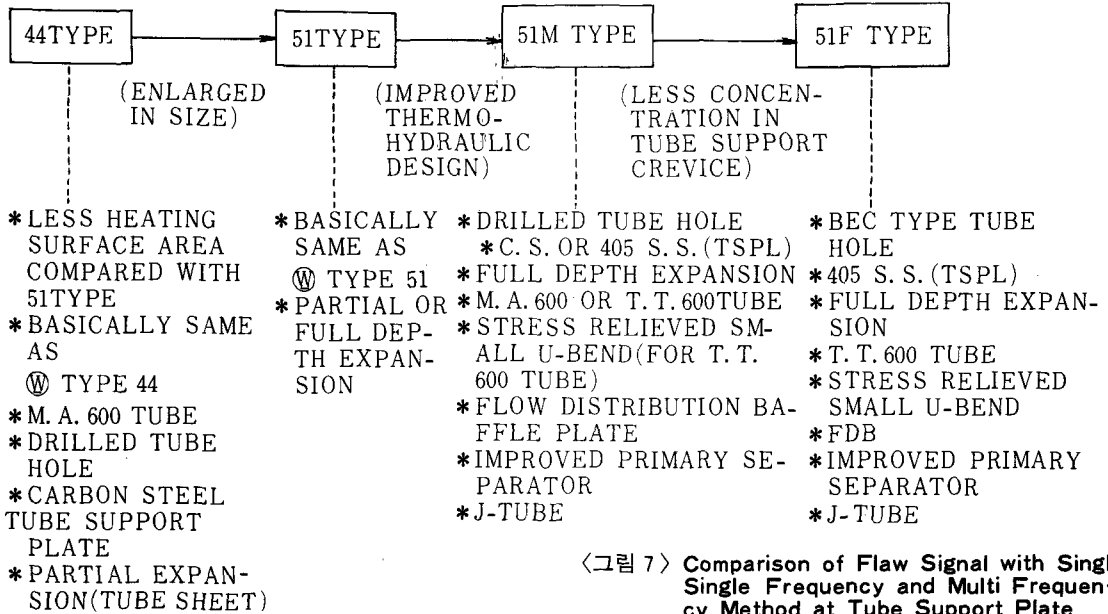 44TYPE
51TYPE
51M TYPE
51F TYPE
(ENLARGED
IN SIZE)
(IMPROVED
THERMO-
HYDRAULIC
DESIGN)
(LESS CONCEN-
TRATION IN
TUBE SUPPORT
CREVICE)
*LESS HEATING
SURFACE AREA
COMPARED WITH
51TYPE
*BASICALLY SAME
AS
Ⓦ TYPE 44
*M.A.600 TUBE
*DRILLED TUBE
HOLE
*CARBON STEEL
TUBE SUPPORT
PLATE
*PARTIAL EXPAN-
SION(TUBE SHEET)
*BASICALLY
SAME AS
Ⓦ TYPE 51
*PARTIAL OR
FULL DEP-
TH EXPAN-
SION
*DRILLED TUBE HOLE
*C.S. OR 405 S.S.(TSPL)
*FULL DEPTH EXPANSION
*M.A.600 OR T.T.600TUBE
*STRESS RELIEVED SM-
ALL U-BEND(FOR T.T.
600 TUBE)
*FLOW DISTRIBUTION BA-
FFLE PLATE
*IMPROVED PRIMARY SE-
PARATOR
*J-TUBE
*BEC TYPE TUBE
HOLE
*405 S.S.(TSPL)
*FULL DEPTH EXPAN-
SION
*T.T.600 TUBE
*STRESS RELIEVED
SMALL U-BEND
*FDB
*IMPROVED PRIMARY
SEPARATOR
*J-TUBE
〈그림 7〉 Comparison of Flaw Signal with Singl
Single Frequency and Multi Frequen-
cy Method at Tube Support Plate